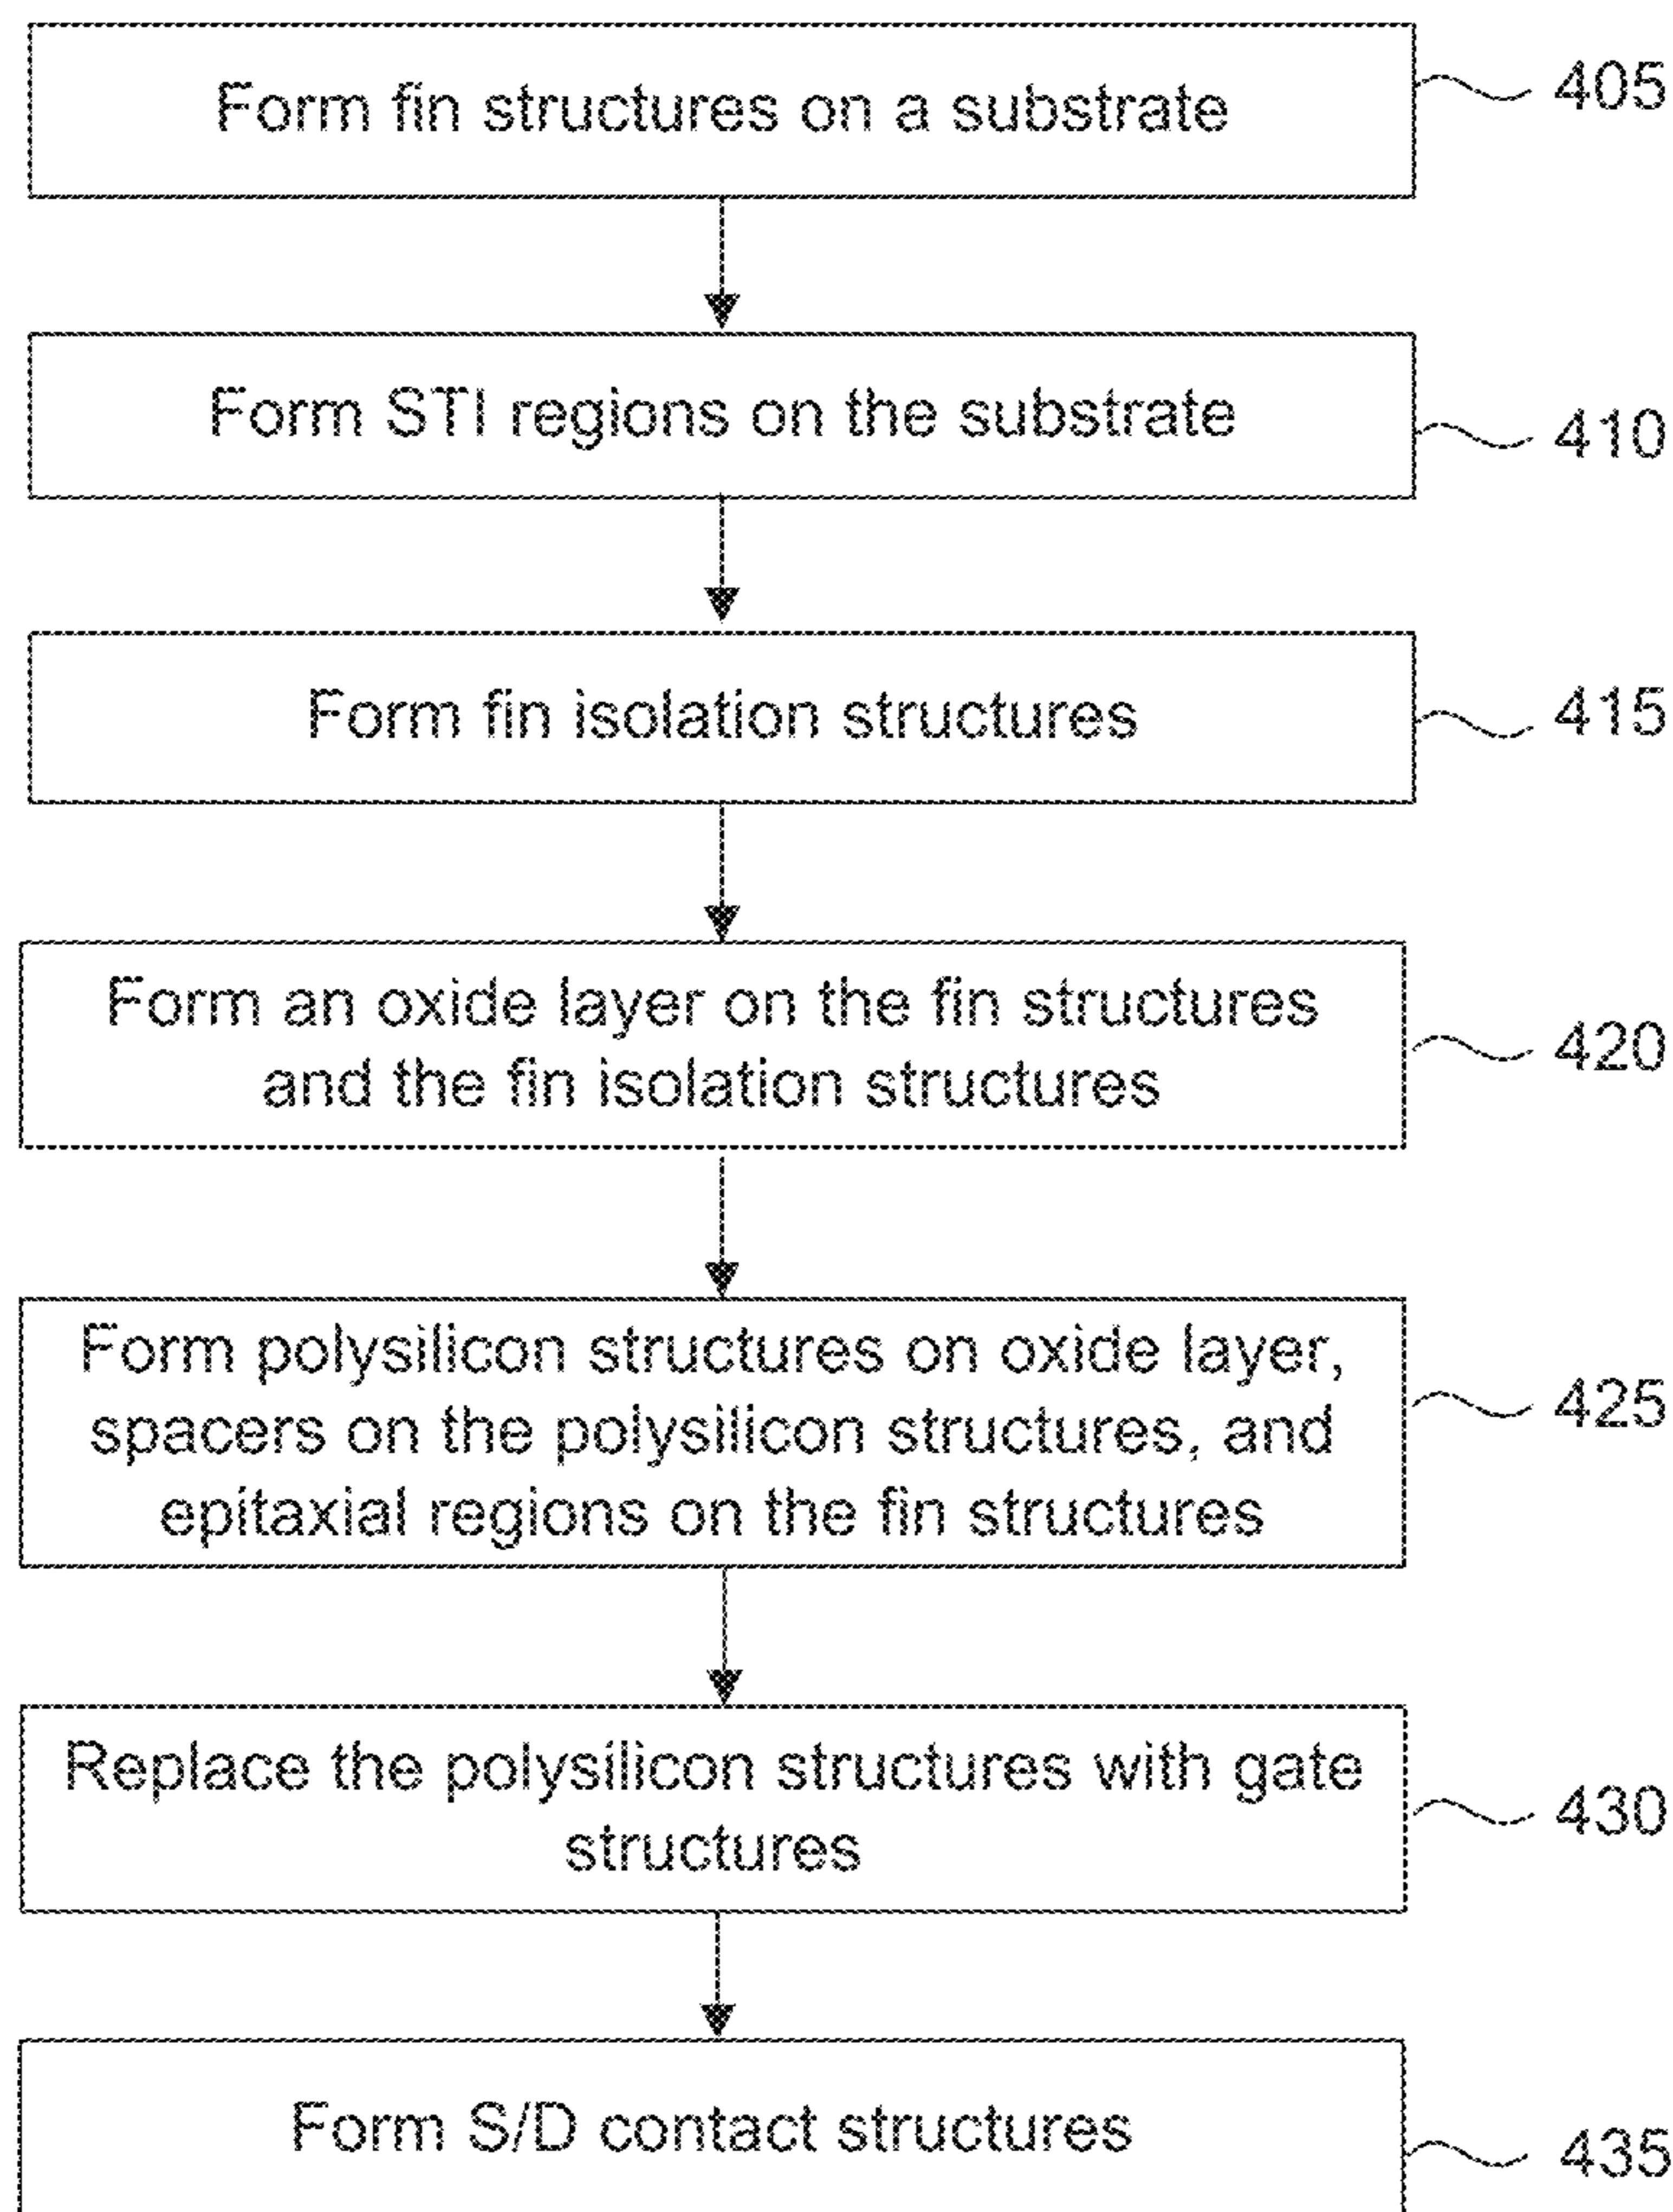 Form fin structures on a substrate
405
Form STI regions on the substrate
410
Form fin isolation structures
415
Form an oxide layer on the fin structures
and the fin isolation structures
420
Form polysilicon structures on oxide layer,
spacers on the polysilicon structures, and
epitaxial regions on the fin structures
425
Replace the polysilicon structures with gate
structures
430
Form S/D contact structures
435